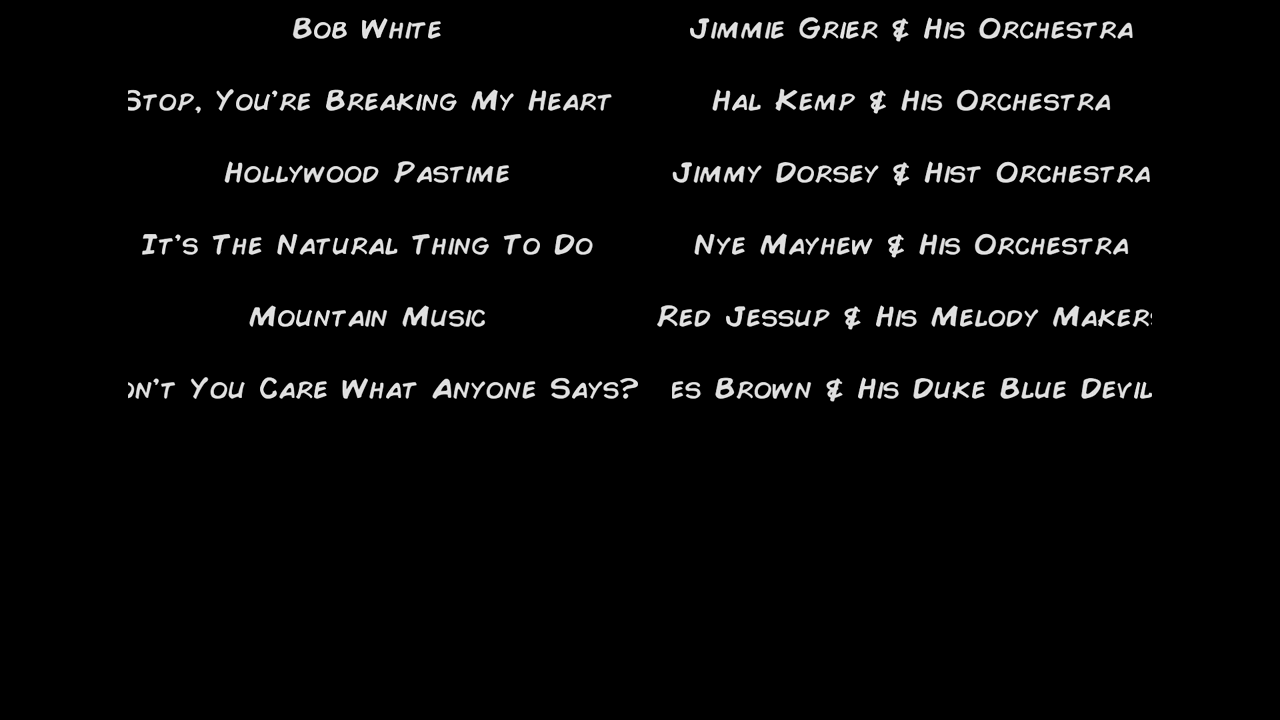 Bob White Jimmie Grier & His Orchestra
Stop, You're Breaking My Heart Hal Kemp & His Orchestra
Hollywood Pastime Jimmy Dorsey & Hist Orchestra
It's The Natural Thing To Do Nye Mayhew & His Orchestra
Mountain Music Red Jessup & His Melody Makers
on't You Care What Anyone Says? es Brown & His Duke Blue Devil